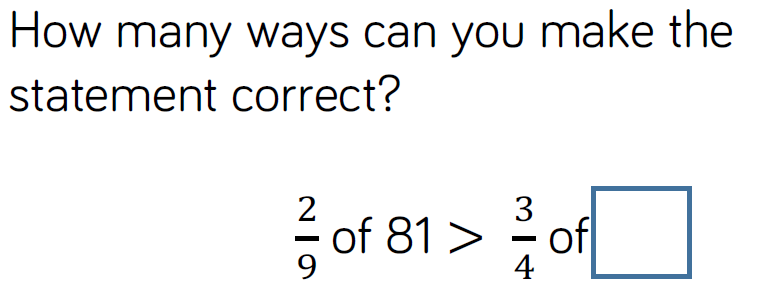 How many ways can you make the
statement correct?
2/9 of 81 > 3/4 of